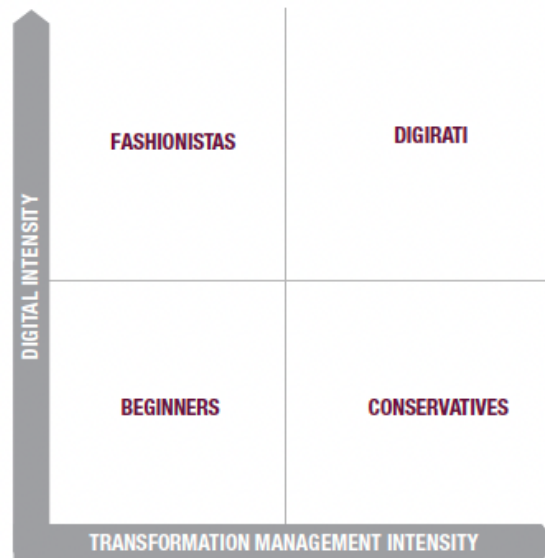 FASHIONISTAS
DIGIRATI
DIGITAL INTENSITY
BEGINNERS
CONSERVATIVES
TRANSFORMATION MANAGEMENT INTENSITY